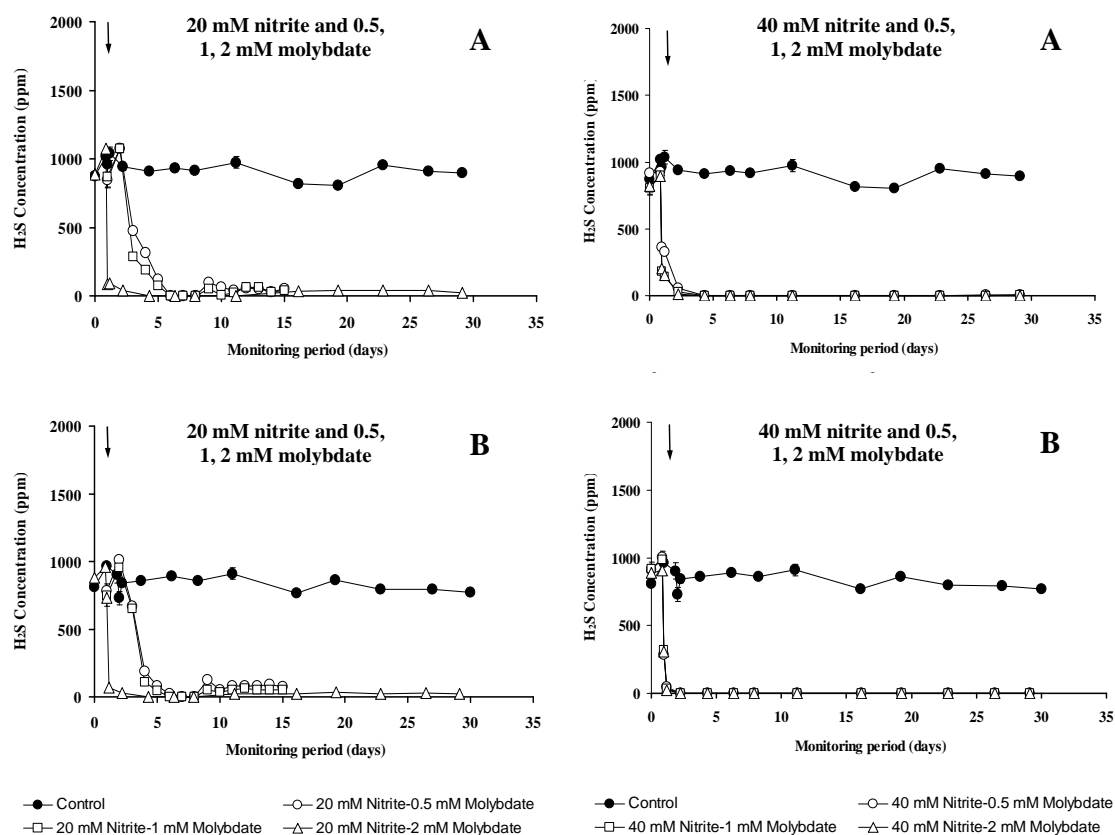 20 mM nitrite and 0.5,
1, 2 mM molybdate
A
H₂S Concentration (ppm)
2000
1500
1000
500
0
0 5 10 15 20 25 30 35
Monitoring period (days)
40 mM nitrite and 0.5,
1, 2 mM molybdate
A
H₂S Concentration (ppm)
2000
1500
1000
500
0
0 5 10 15 20 25 30 35
Monitoring period (days)
20 mM nitrite and 0.5,
1, 2 mM molybdate
B
H₂S Concentration (ppm)
2000
1500
1000
500
0
0 5 10 15 20 25 30 35
Monitoring period (days)
40 mM nitrite and 0.5,
1, 2 mM molybdate
B
H₂S Concentration (ppm)
2000
1500
1000
500
0
0 5 10 15 20 25 30 35
Monitoring period (days)
Control
20 mM Nitrite-0.5 mM Molybdate
20 mM Nitrite-1 mM Molybdate
20 mM Nitrite-2 mM Molybdate
Control
40 mM Nitrite-0.5 mM Molybdate
40 mM Nitrite-1 mM Molybdate
40 mM Nitrite-2 mM Molybdate